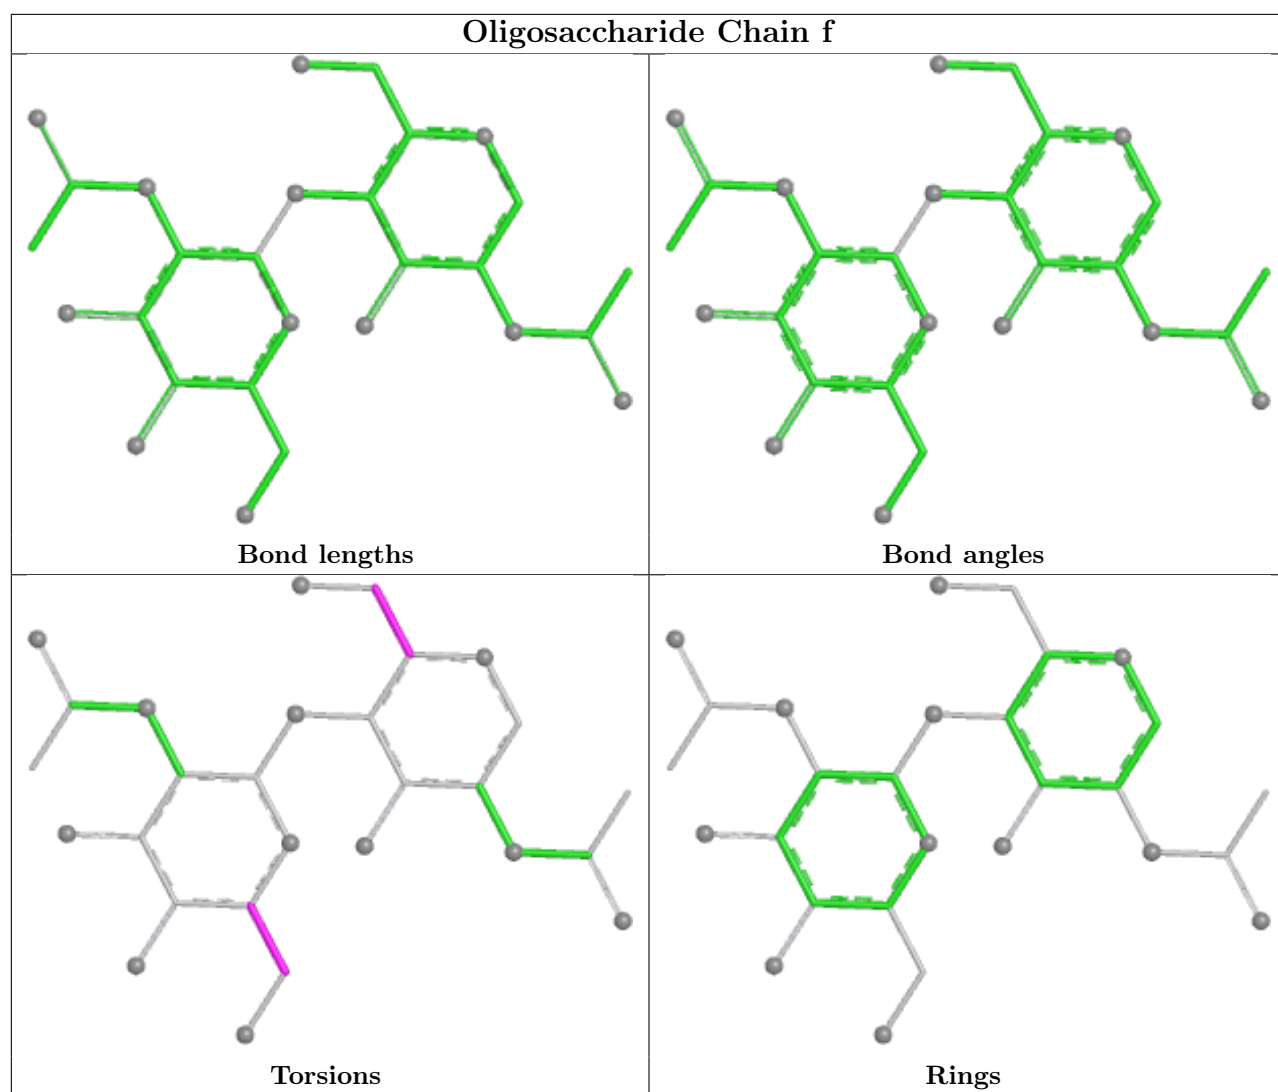 Oligosaccharide Chain f
Bond lengths
Bond angles
Torsions
Rings